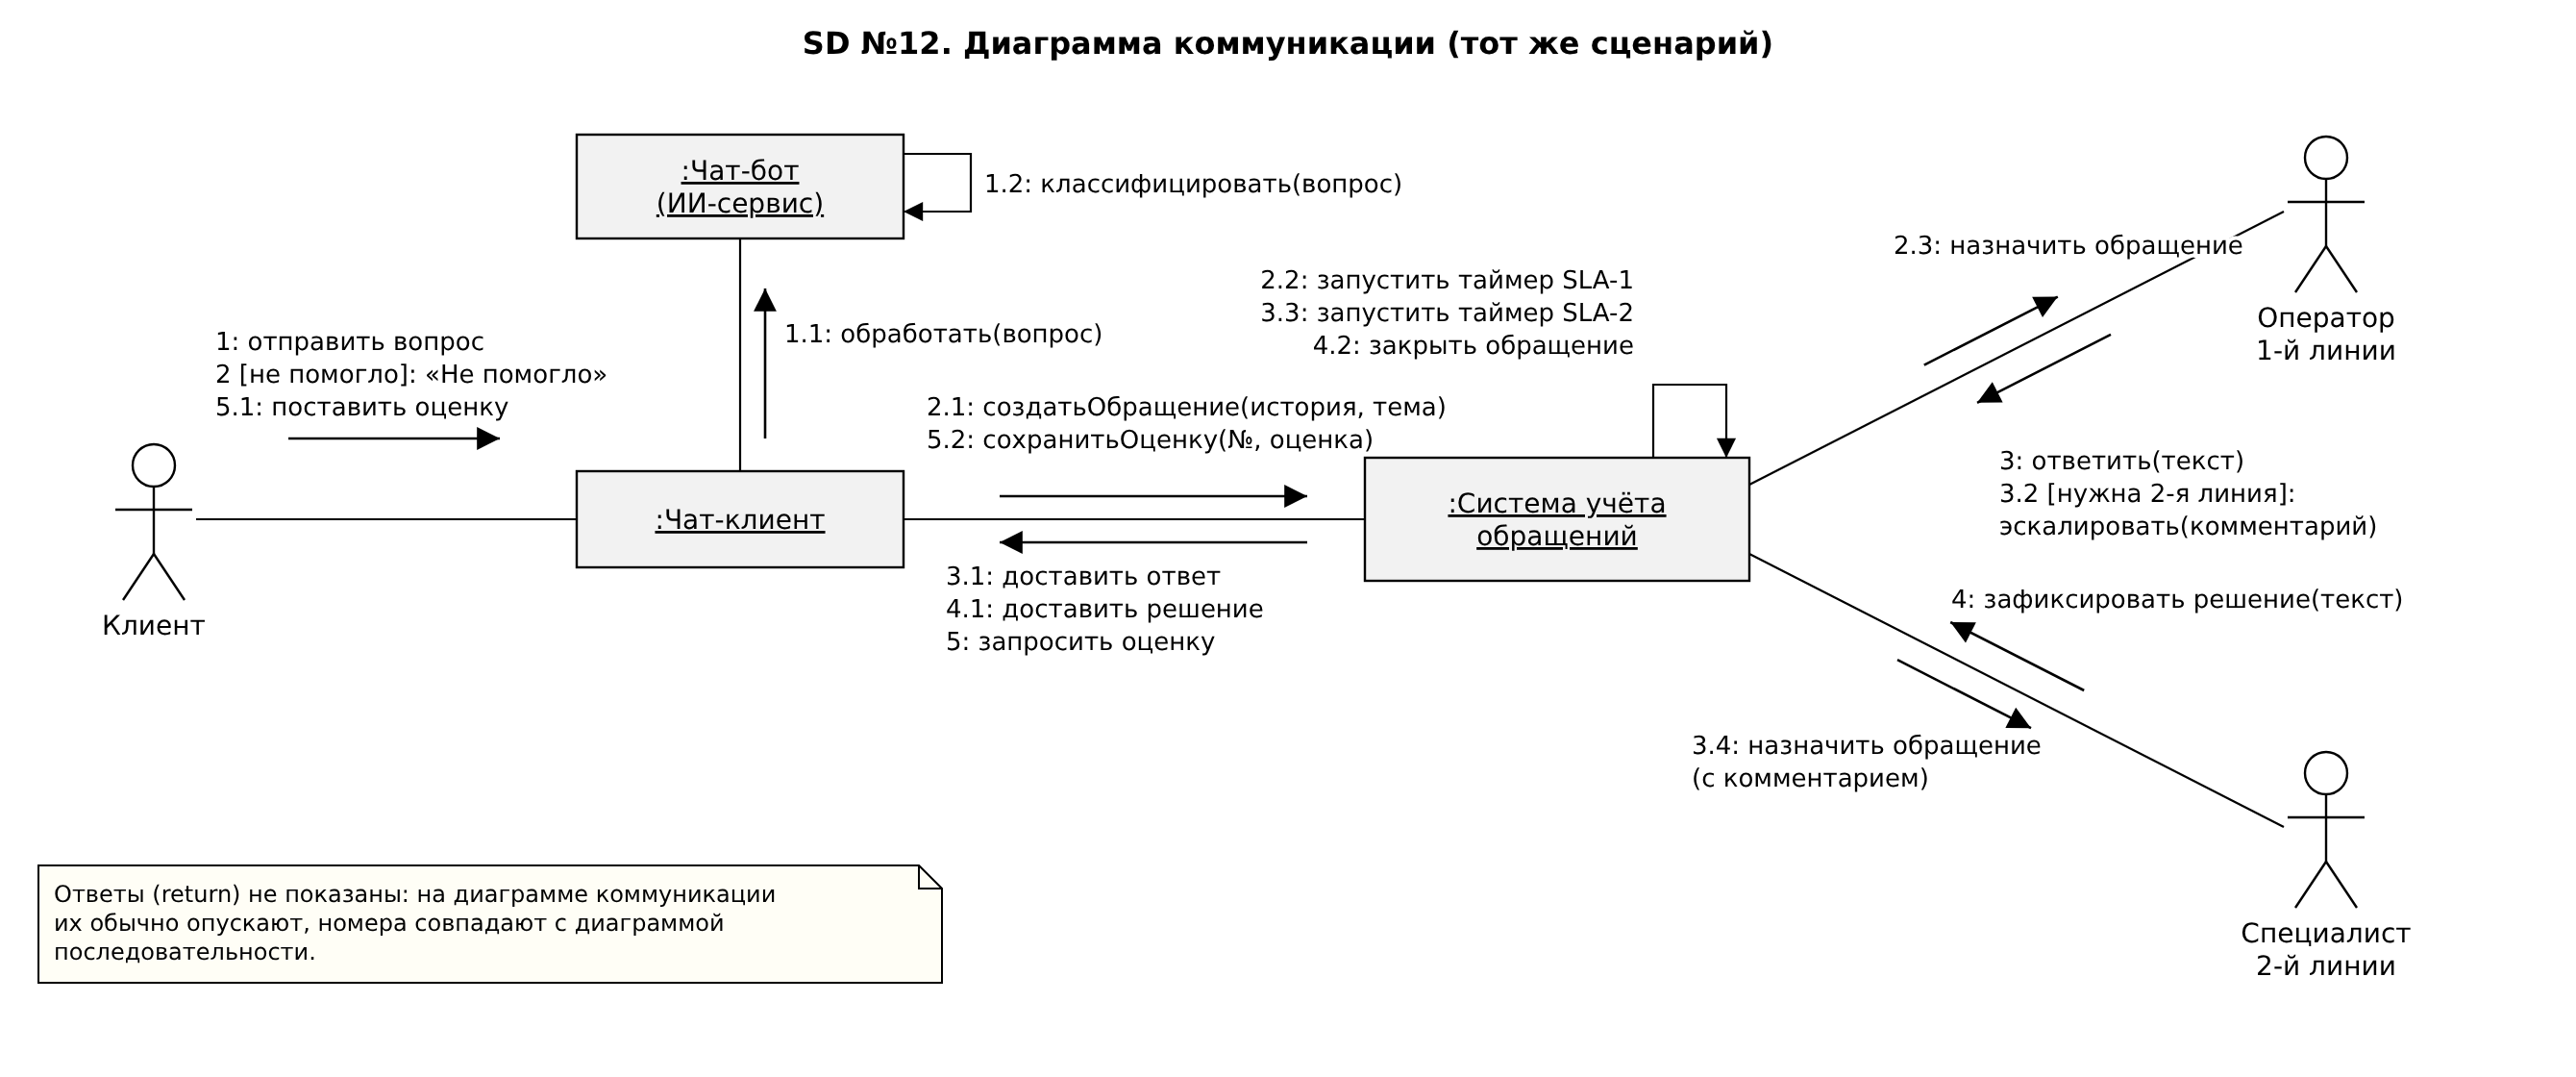 SD №12. Диаграмма коммуникации (тот же сценарий)
:Чат-бот
(ИИ-сервис)
1.2: классифицировать(вопрос)
2.3: назначить обращение
2.2: запустить таймер SLA-1
3.3: запустить таймер SLA-2
4.2: закрыть обращение
Оператор
1-й линии
1: отправить вопрос
2 [не помогло]: «Не помогло»
5.1: поставить оценку
1.1: обработать(вопрос)
2.1: создатьОбращение(история, тема)
5.2: сохранитьОценку(№, оценка)
3: ответить(текст)
3.2 [нужна 2-я линия]:
эскалировать(комментарий)
:Чат-клиент
:Система учёта
обращений
Клиент
3.1: доставить ответ
4.1: доставить решение
5: запросить оценку
4: зафиксировать решение(текст)
3.4: назначить обращение
(с комментарием)
Специалист
2-й линии
Ответы (return) не показаны: на диаграмме коммуникации
их обычно опускают, номера совпадают с диаграммой
последовательности.